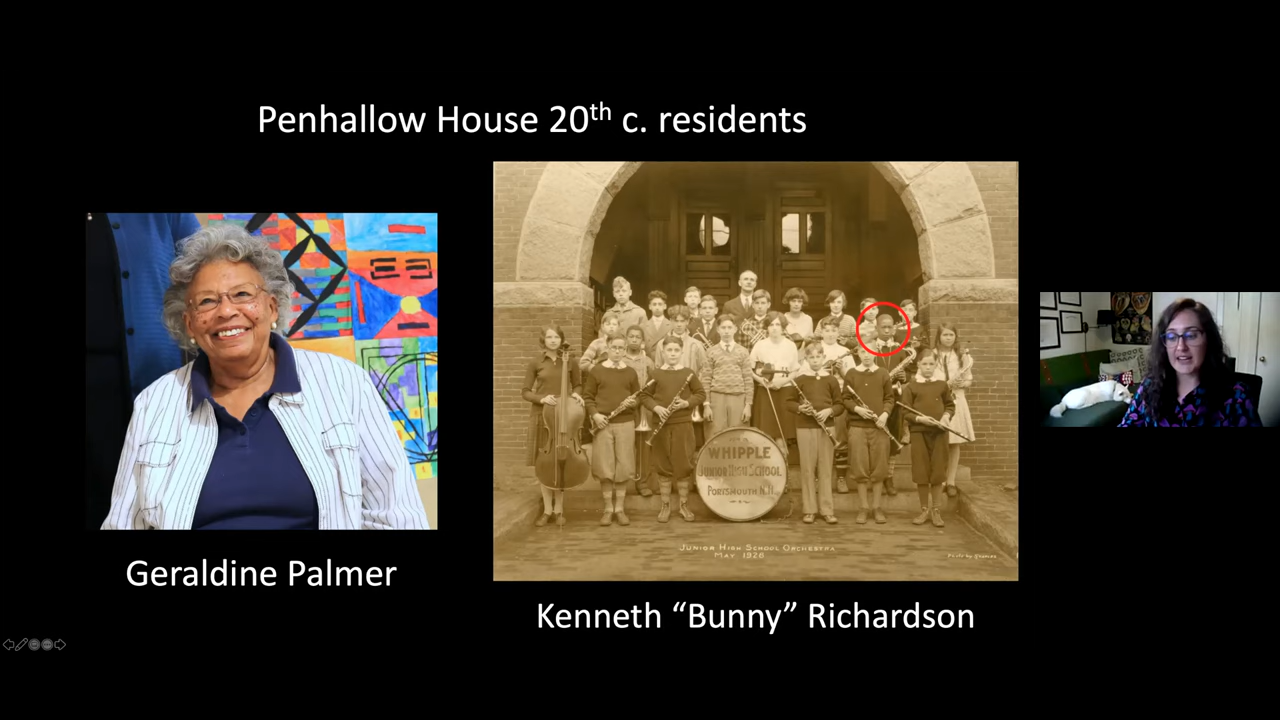 Penhallow House 20th c. residents
WHIPPLE
JUNIOR HIGH SCHOOL
PORTSMOUTH N.H.
JUNIOR HIGH SCHOOL ORCHESTRA
MAY 1926
Geraldine Palmer
Kenneth “Bunny” Richardson